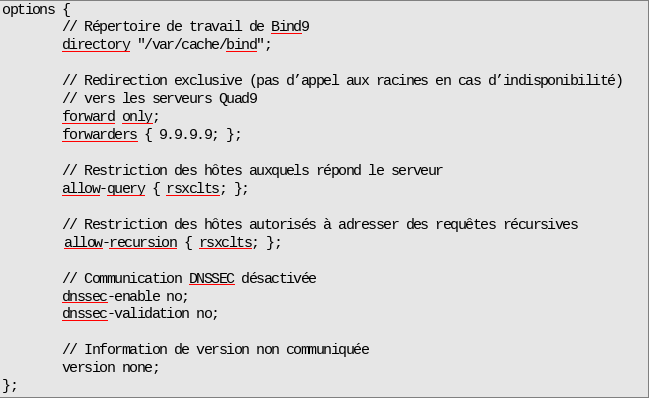 options {
// Répertoire de travail de Bind9
directory "/var/cache/bind";
// Redirection exclusive (pas d’appel aux racines en cas d’indisponibilité)
// vers les serveurs Quad9
forward only;
forwarders { 9.9.9.9; };
// Restriction des hôtes auxquels répond le serveur
allow-query { rsxclts; };
// Restriction des hôtes autorisés à adresser des requêtes récursives
allow-recursion { rsxclts; };
// Communication DNSSEC désactivée
dnssec-enable no;
dnssec-validation no;
// Information de version non communiquée
version none;
};